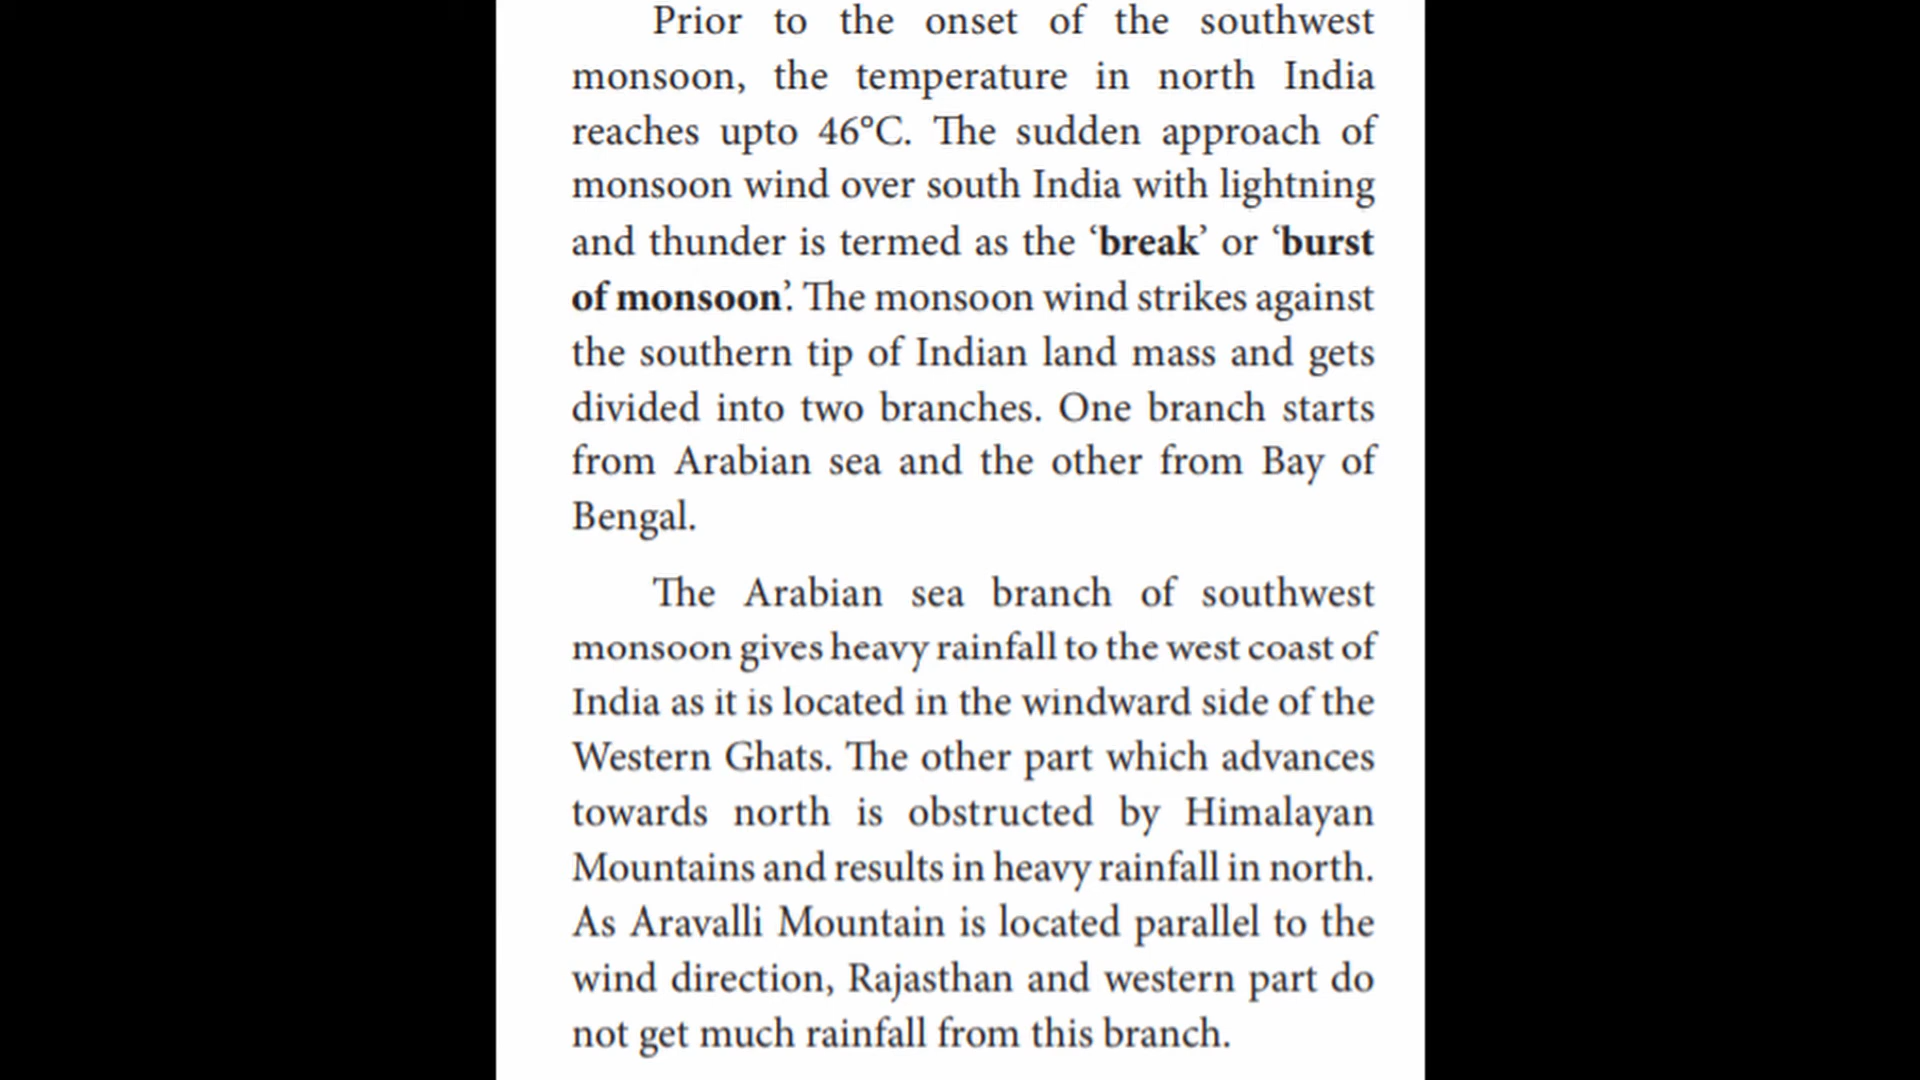 Prior to the onset of the southwest
monsoon, the temperature in north India
reaches upto 46°C. The sudden approach of
monsoon wind over south India with lightning
and thunder is termed as the ‘break’ or ‘burst
of monsoon’. The monsoon wind strikes against
the southern tip of Indian land mass and gets
divided into two branches. One branch starts
from Arabian sea and the other from Bay of
Bengal.
The Arabian sea branch of southwest
monsoon gives heavy rainfall to the west coast of
India as it is located in the windward side of the
Western Ghats. The other part which advances
towards north is obstructed by Himalayan
Mountains and results in heavy rainfall in north.
As Aravalli Mountain is located parallel to the
wind direction, Rajasthan and western part do
not get much rainfall from this branch.